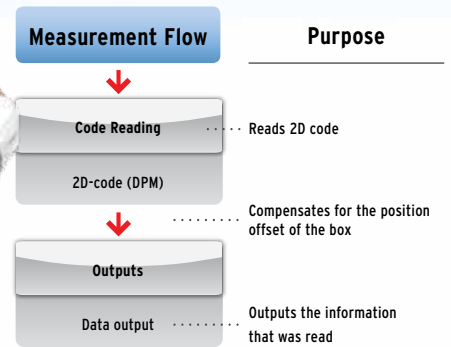 Measurement Flow
Purpose
Code Reading
Reads 2D code
2D-code (DPM)
Compensates for the position
offset of the box
Outputs
Data output
Outputs the information
that was read